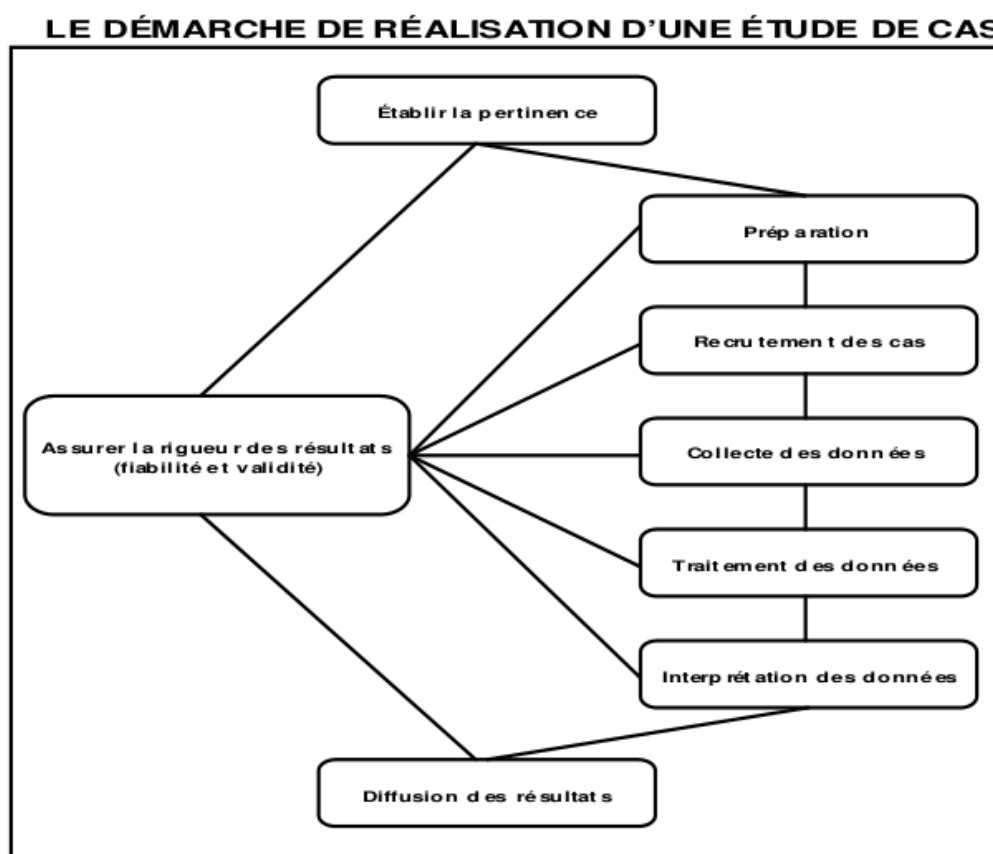 LE DÉMARCHE DE RÉALISATION D'UNE ÉTUDE DE CAS
Établir la pertinence
Préparation
Recrutement des cas
Assurer la rigueur des résultats
(fiabilité et validité)
Collecte des données
Traitement des données
Interprétation des données
Diffusion des résultats